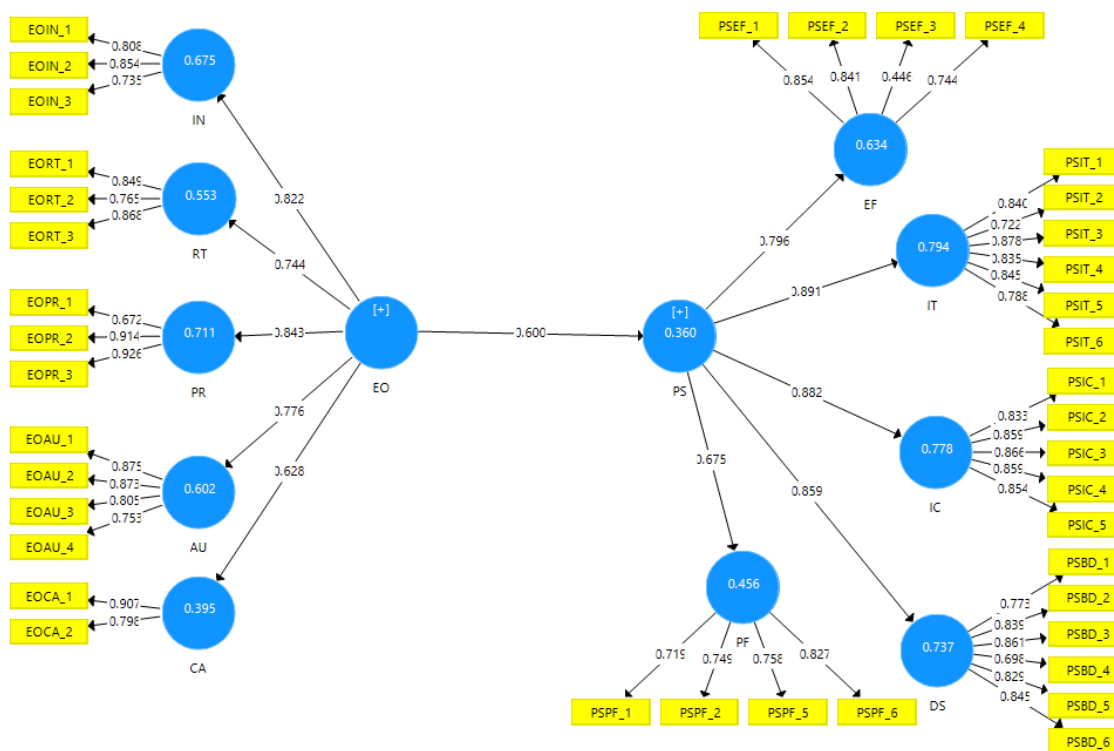 EOIN_1
EOIN_2
EOIN_3
0.808
0.854
0.735
0.675
IN
EORT_1
EORT_2
EORT_3
0.849
0.765
0.866
0.553
RT
EOPR_1
EOPR_2
EOPR_3
0.672
0.914
0.926
0.711
PR
EOAU_1
EOAU_2
EOAU_3
EOAU_4
0.875
0.873
0.805
0.753
0.602
AU
EOCA_1
EOCA_2
0.907
0.798
0.395
CA
0.822
0.744
0.843
0.776
0.628
[+]
EO
0.600
[+]
0.360
PS
0.796
0.891
0.882
0.859
0.675
PSEF_1
PSEF_2
PSEF_3
PSEF_4
0.854
0.841
0.446
0.744
0.634
EF
PSIT_1
PSIT_2
PSIT_3
PSIT_4
PSIT_5
PSIT_6
0.840
0.722
0.878
0.835
0.845
0.788
0.794
IT
PSIC_1
PSIC_2
PSIC_3
PSIC_4
PSIC_5
0.833
0.859
0.866
0.859
0.854
0.778
IC
PSBD_1
PSBD_2
PSBD_3
PSBD_4
PSBD_5
PSBD_6
0.773
0.839
0.861
0.698
0.829
0.845
0.737
DS
0.456
PF
0.719
0.749
0.758
0.827
PSPF_1
PSPF_2
PSPF_5
PSPF_6